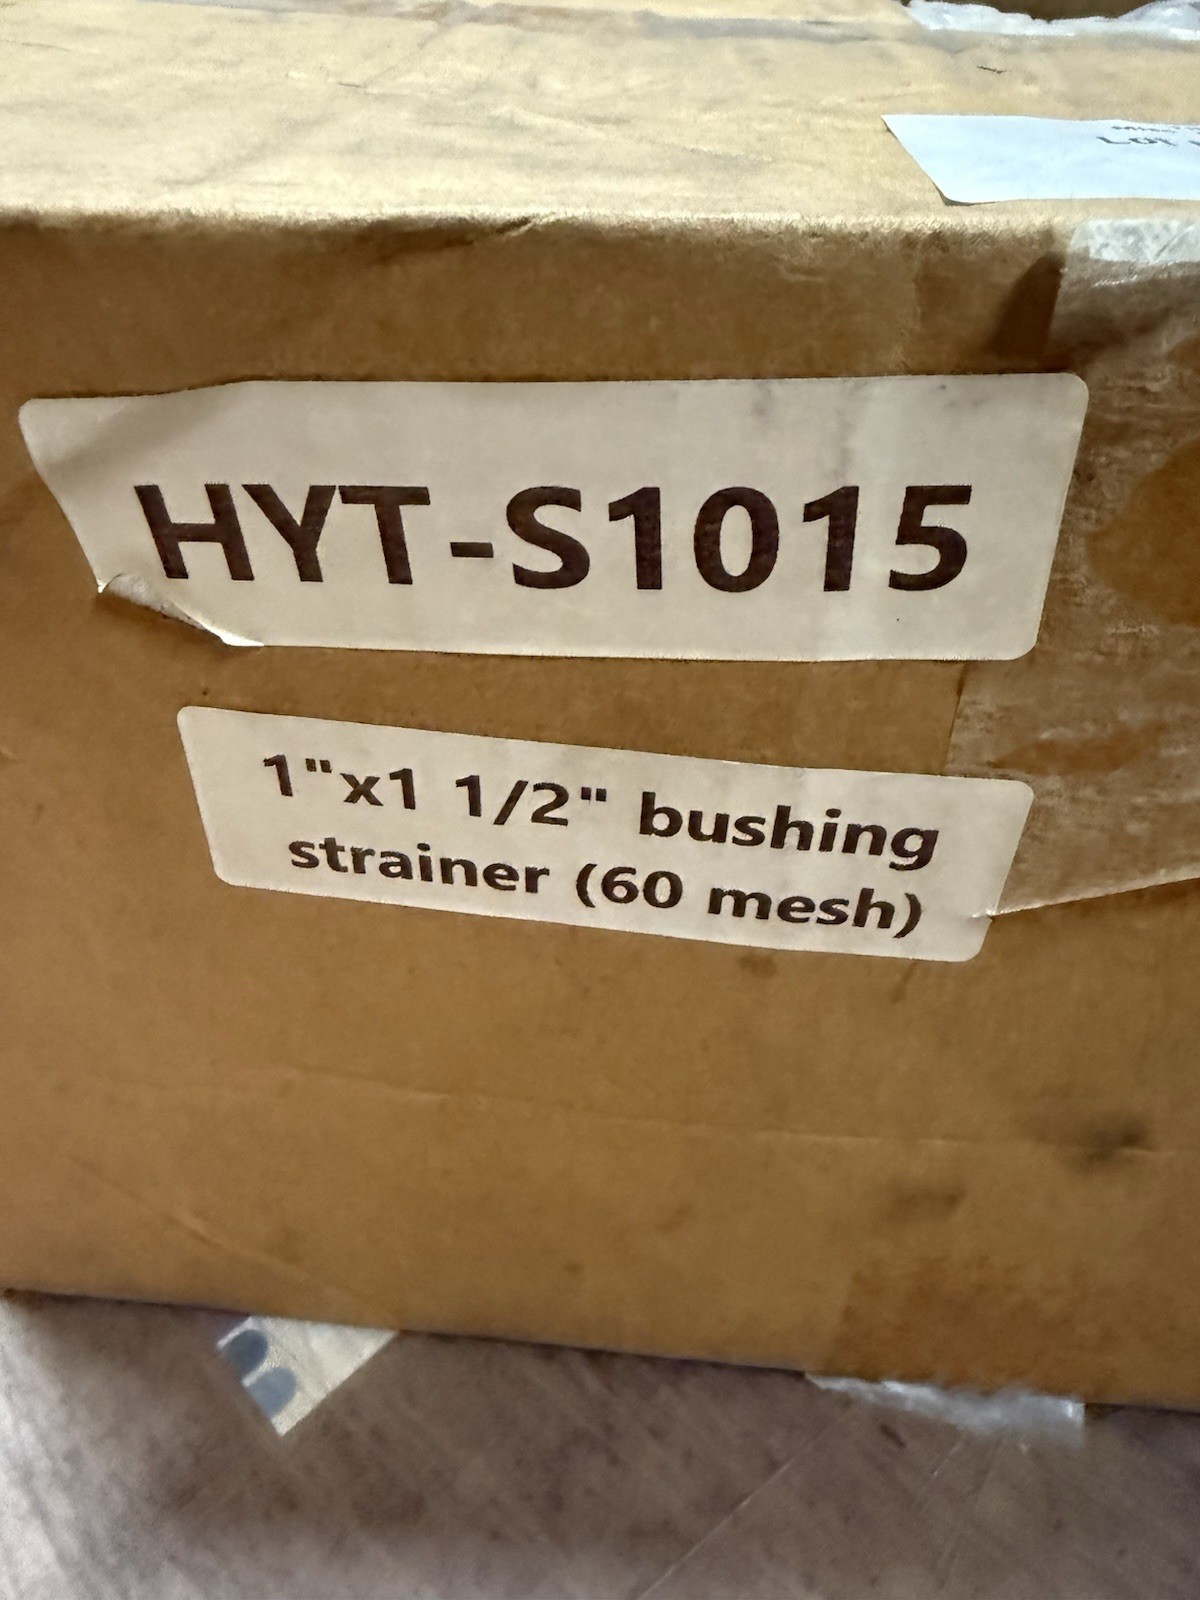 HYT-S1015
1"x1 1/2" bushing
strainer (60 mesh)